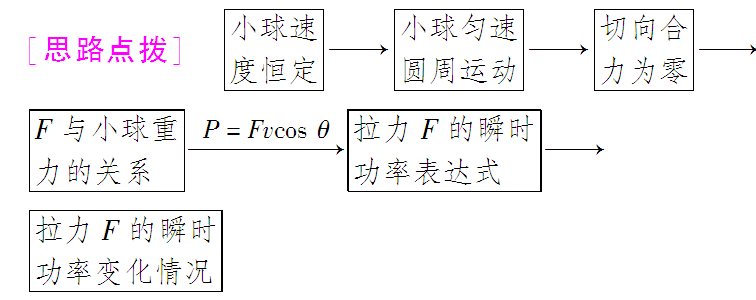 [思路点拨] 小球速度恒定 → 小球匀速圆周运动 → 切向合力为零 →
F 与小球重力的关系 P = Fvcos θ → 拉力 F 的瞬时功率表达式 →
拉力 F 的瞬时功率变化情况